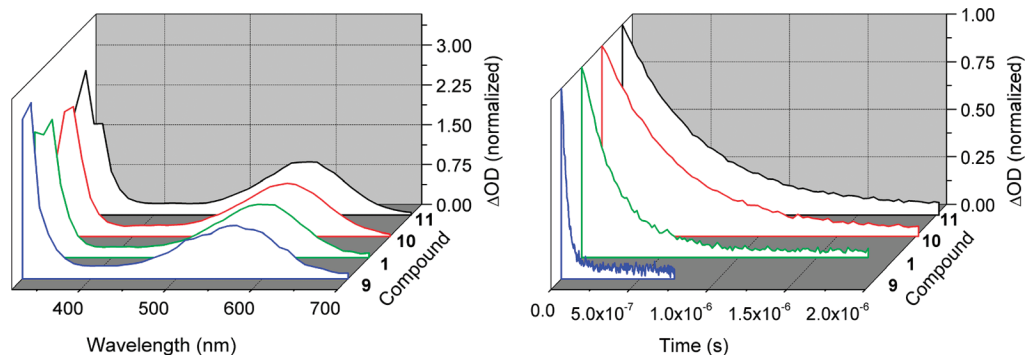 3.00
2.25
1.50
0.75
0.00
ΔOD (normalized)
11
10
1
9
Compound
400 500 600 700
Wavelength (nm)
1.00
0.75
0.50
0.25
0.00
ΔOD (normalized)
11
10
1
9
Compound
0.0 5.0x10⁻⁷ 1.0x10⁻⁶ 1.5x10⁻⁶ 2.0x10⁻⁶
Time (s)